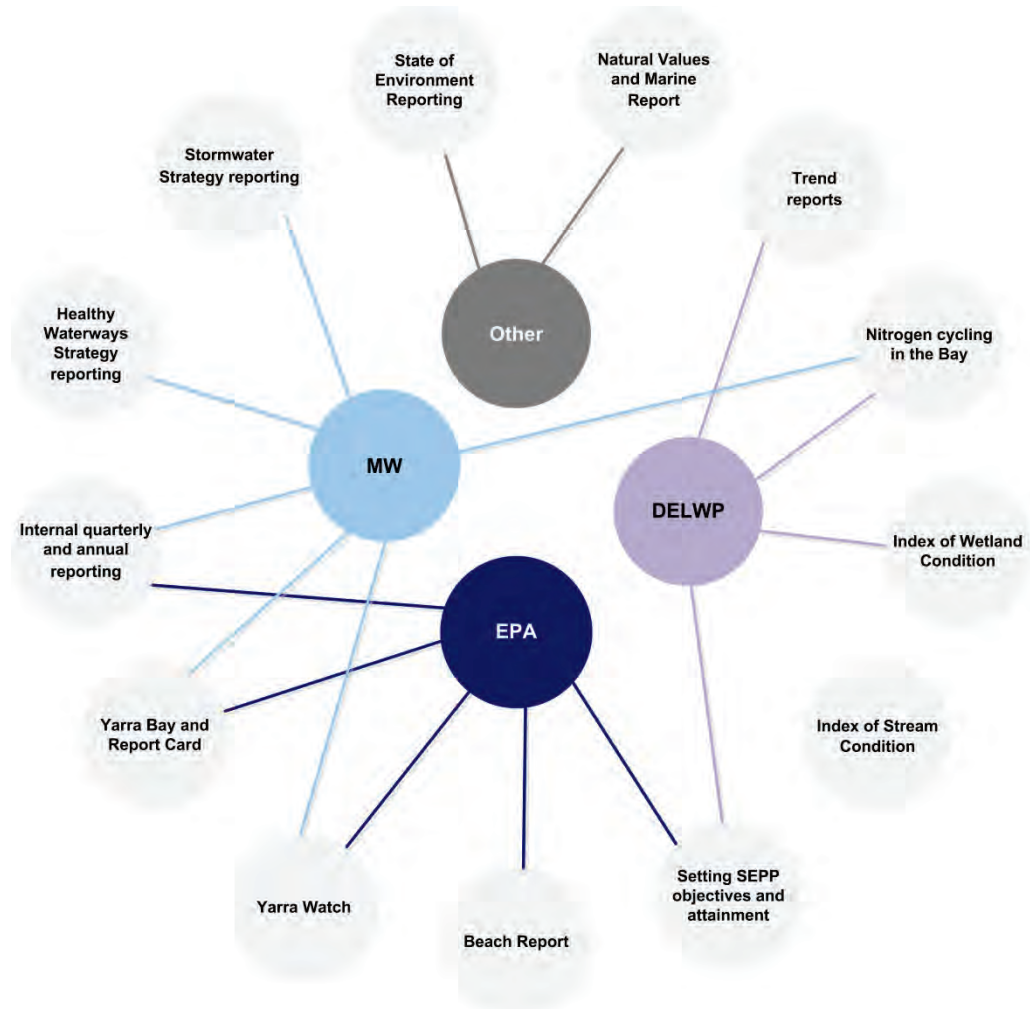 State of
Environment
Reporting
Natural Values
and Marine
Report
Stormwater
Strategy reporting
Trend
reports
Healthy
Waterways
Strategy
reporting
Other
Nitrogen cycling
in the Bay
MW
DELWP
Internal quarterly
and annual
reporting
Index of Wetland
Condition
EPA
Yarra Bay and
Report Card
Index of Stream
Condition
Yarra Watch
Beach Report
Setting SEPP
objectives and
attainment